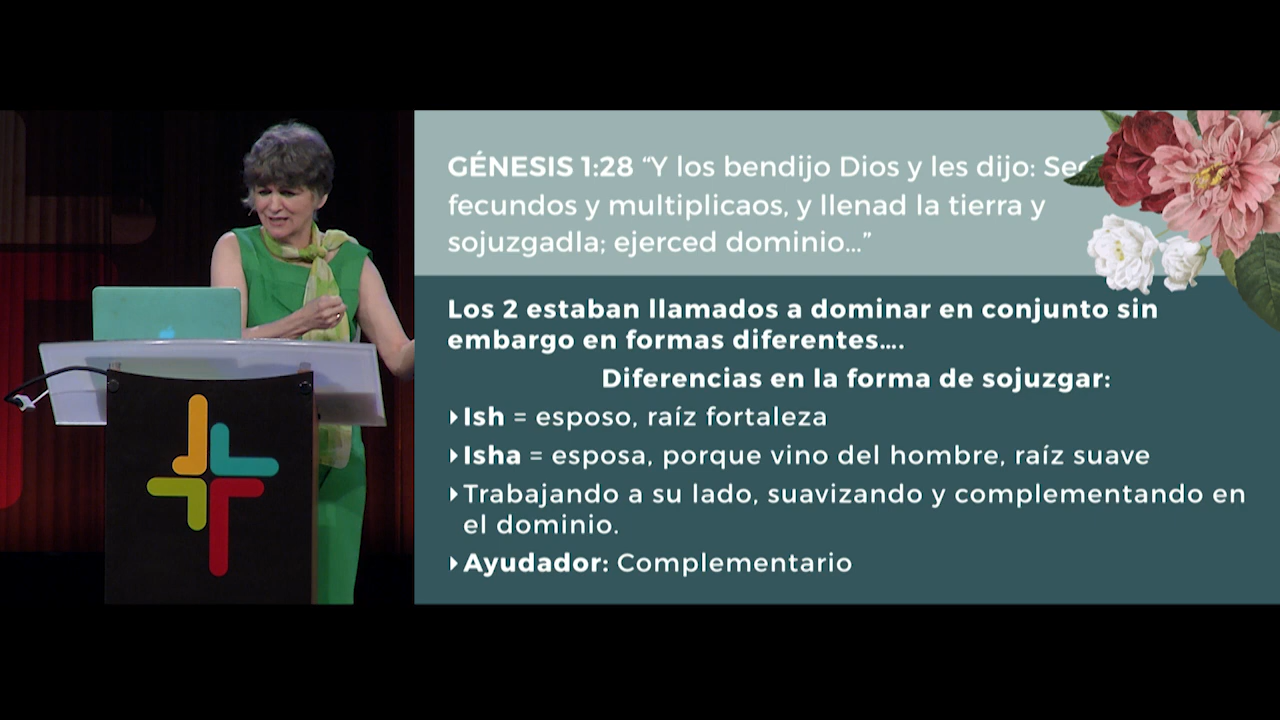 GÉNESIS 1:28 “Y los bendijo Dios y les dijo: Sed
fecundos y multiplicaos, y llenad la tierra y
sojuzgadla; ejerced dominio...”
Los 2 estaban llamados a dominar en conjunto sin
embargo en formas diferentes....
Diferencias en la forma de sojuzgar:
Ish = esposo, raíz fortaleza
Isha = esposa, porque vino del hombre, raíz suave
Trabajando a su lado, suavizando y complementando en
el dominio.
Ayudador: Complementario